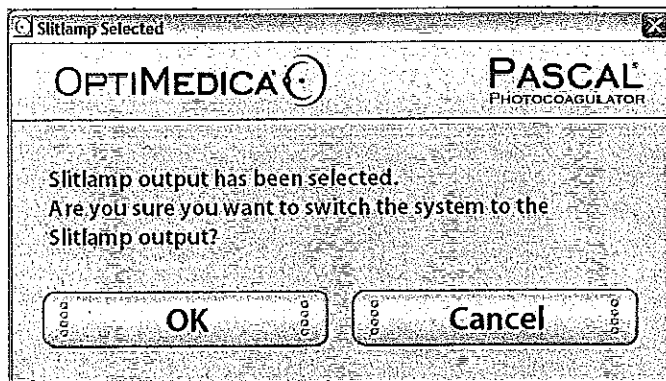 Slitlamp Selected
OPTIMEDICA
PASCAL®
PHOTOCOAGULATOR
Slitlamp output has been selected.
Are you sure you want to switch the system to the
Slitlamp output?
OK
Cancel